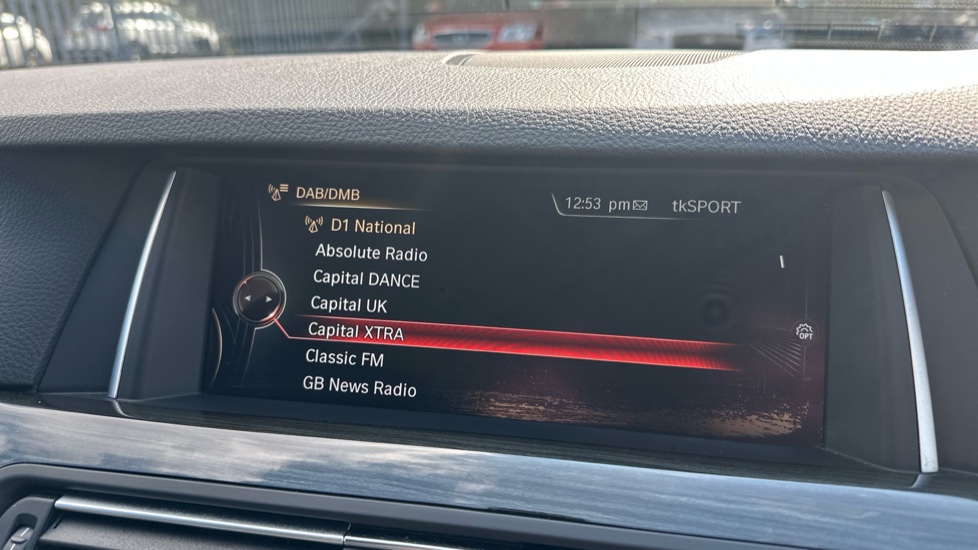 DAB/DMB
12:53 pm tkSPORT
D1 National
Absolute Radio
Capital DANCE
Capital UK
Capital XTRA
Classic FM
GB News Radio
OPT